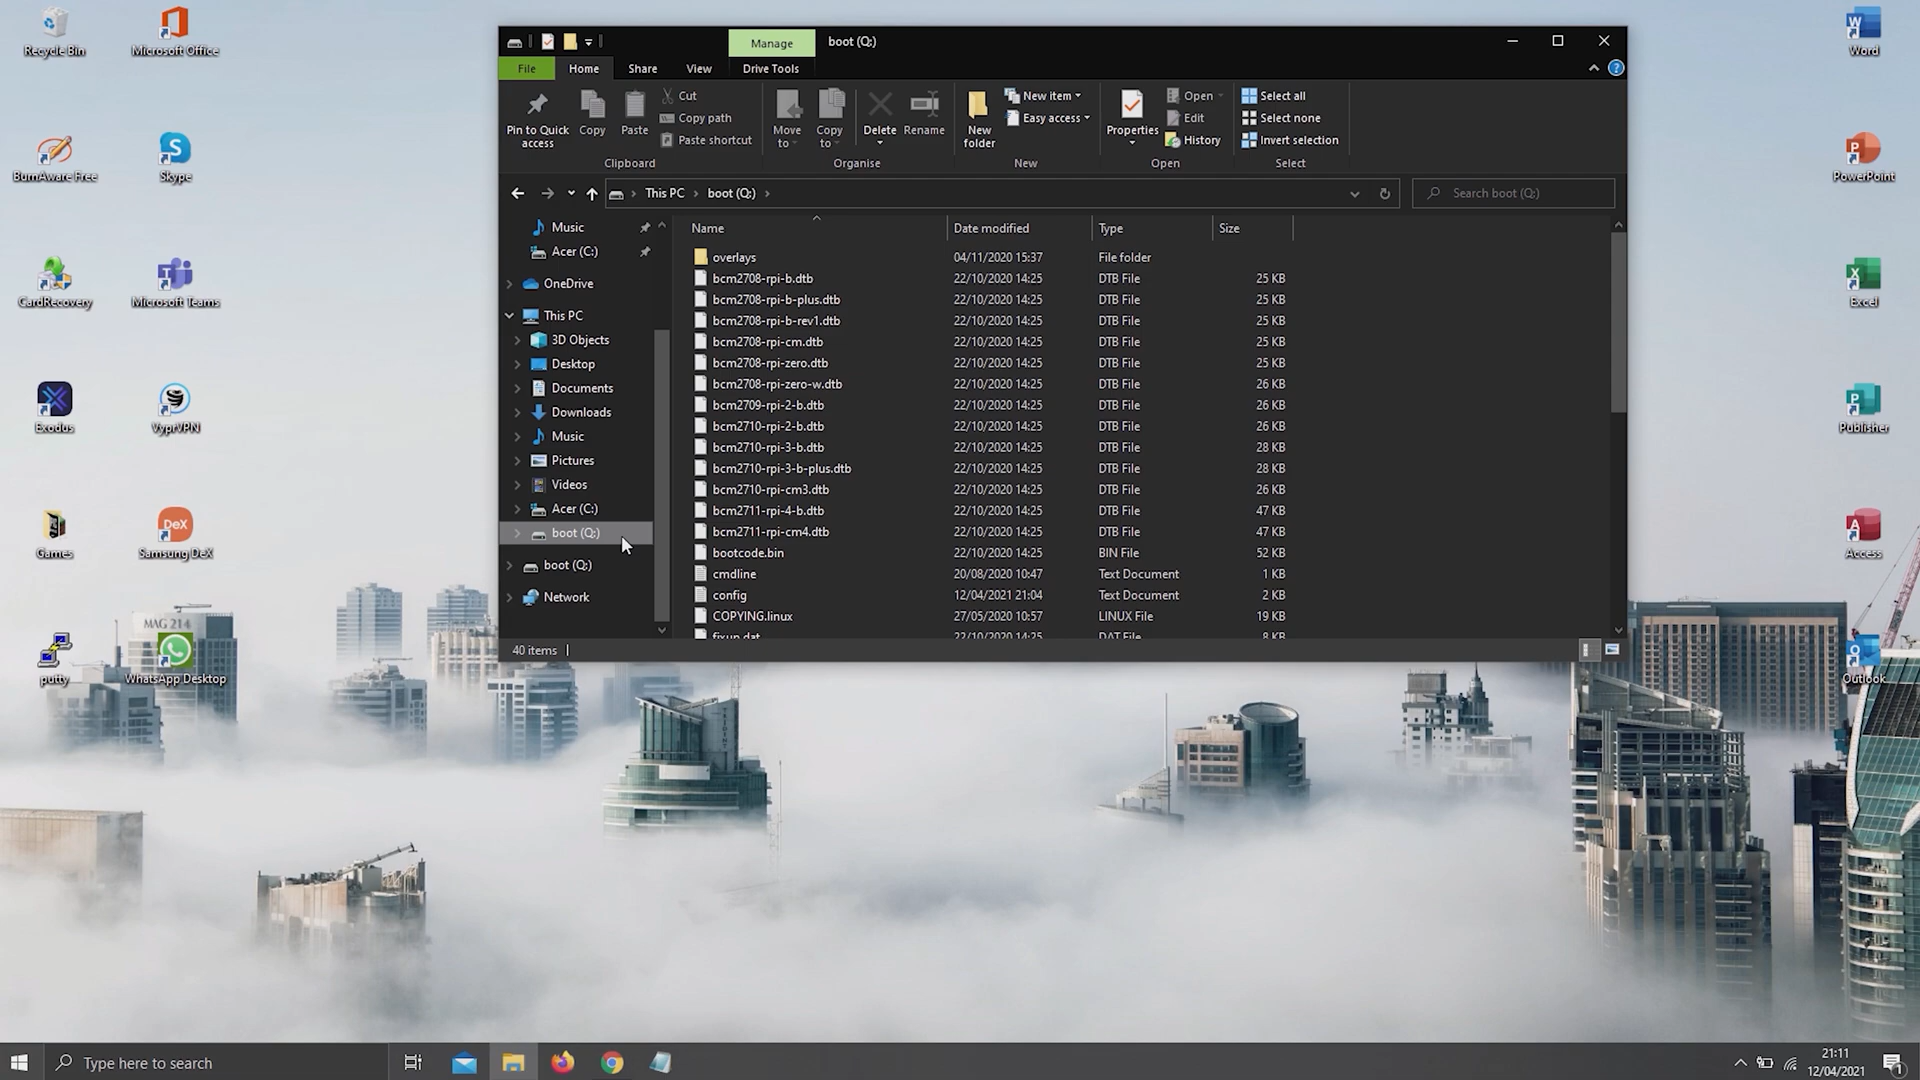 Recycle Bin
Microsoft Office
BurnAware Free
Skype
CardRecovery
Microsoft Teams
Exodus
VyprVPN
Games
DeX
Samsung DeX
putty
WhatsApp Desktop
MAG 214
Manage
boot (Q:)
File
Home
Share
View
Drive Tools
Pin to Quick access
Copy
Paste
Cut
Copy path
Paste shortcut
Clipboard
Move to
Copy to
Delete
Rename
Organise
New folder
New item
Easy access
New
Properties
Open
Edit
History
Open
Select all
Select none
Invert selection
Select
This PC
boot (Q:)
Search boot (Q:)
Music
Acer (C:)
OneDrive
This PC
3D Objects
Desktop
Documents
Downloads
Music
Pictures
Videos
Acer (C:)
boot (Q:)
boot (Q:)
Network
Name Date modified Type Size
overlays 04/11/2020 15:37 File folder
bcm2708-rpi-b.dtb 22/10/2020 14:25 DTB File 25 KB
bcm2708-rpi-b-plus.dtb 22/10/2020 14:25 DTB File 25 KB
bcm2708-rpi-b-rev1.dtb 22/10/2020 14:25 DTB File 25 KB
bcm2708-rpi-cm.dtb 22/10/2020 14:25 DTB File 25 KB
bcm2708-rpi-zero.dtb 22/10/2020 14:25 DTB File 25 KB
bcm2708-rpi-zero-w.dtb 22/10/2020 14:25 DTB File 26 KB
bcm2709-rpi-2-b.dtb 22/10/2020 14:25 DTB File 26 KB
bcm2710-rpi-2-b.dtb 22/10/2020 14:25 DTB File 26 KB
bcm2710-rpi-3-b.dtb 22/10/2020 14:25 DTB File 28 KB
bcm2710-rpi-3-b-plus.dtb 22/10/2020 14:25 DTB File 28 KB
bcm2710-rpi-cm3.dtb 22/10/2020 14:25 DTB File 26 KB
bcm2711-rpi-4-b.dtb 22/10/2020 14:25 DTB File 47 KB
bcm2711-rpi-cm4.dtb 22/10/2020 14:25 DTB File 47 KB
bootcode.bin 22/10/2020 14:25 BIN File 52 KB
cmdline 20/08/2020 10:47 Text Document 1 KB
config 12/04/2021 21:04 Text Document 2 KB
COPYING.linux 27/05/2020 10:57 LINUX File 19 KB
fixup.dat 22/10/2020 14:25 DAT File 8 KB
40 items
Word
PowerPoint
Excel
Publisher
Access
Outlook
Type here to search
21:11
12/04/2021
1